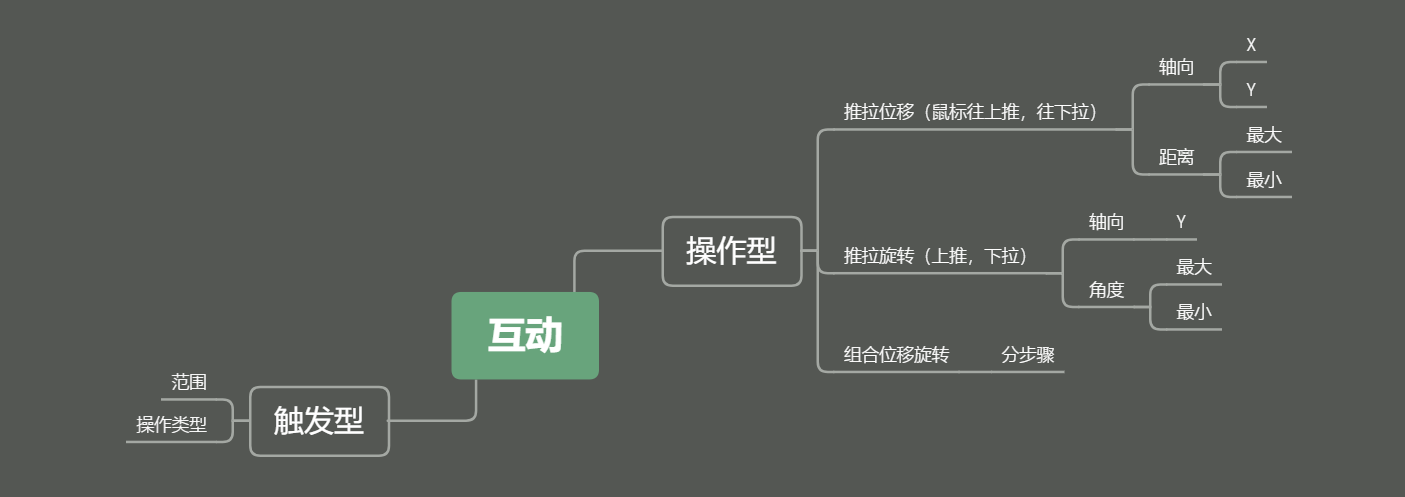 互动
操作型
推拉位移（鼠标往上推，往下拉）
轴向
X
Y
距离
最大
最小
推拉旋转（上推，下拉）
轴向
Y
角度
最大
最小
组合位移旋转
分步骤
触发型
范围
操作类型